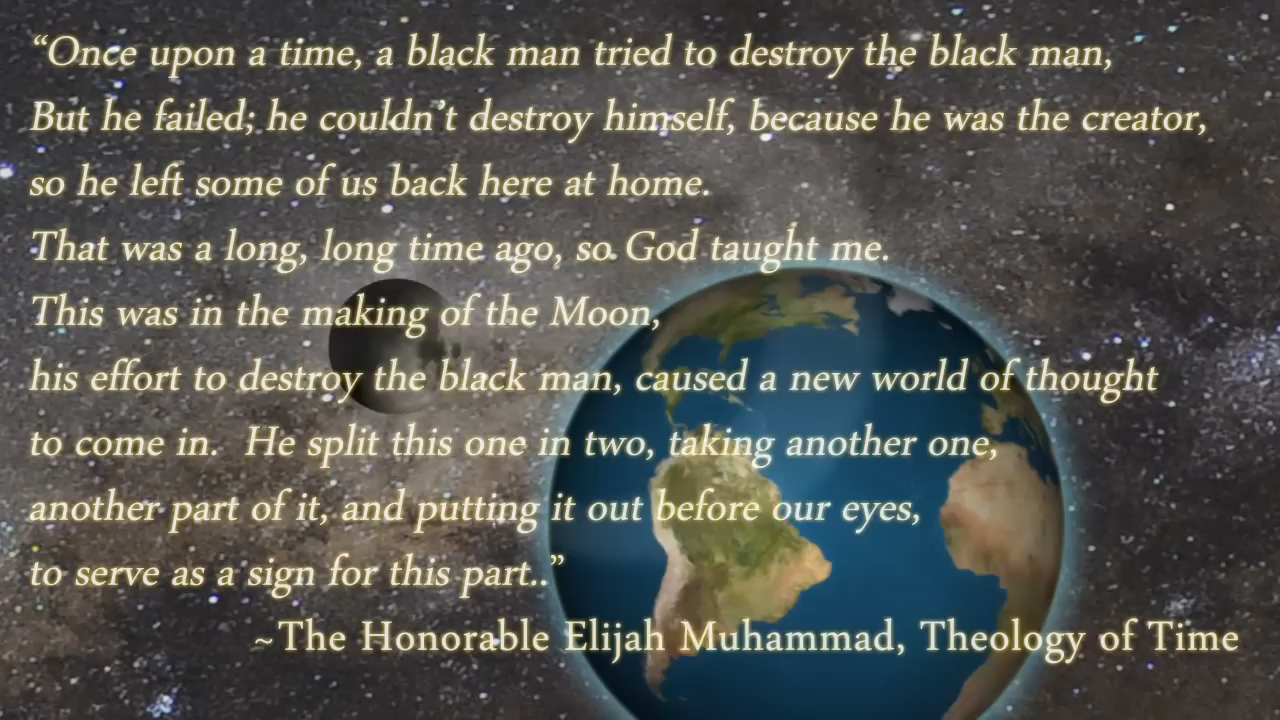 “Once upon a time, a black man tried to destroy the black man,
But he failed; he couldn’t destroy himself, because he was the creator,
so he left some of us back here at home.
That was a long, long time ago, so God taught me.
This was in the making of the Moon,
his effort to destroy the black man, caused a new world of thought
to come in.  He split this one in two, taking another one,
another part of it, and putting it out before our eyes,
to serve as a sign for this part..”
~The Honorable Elijah Muhammad, Theology of Time